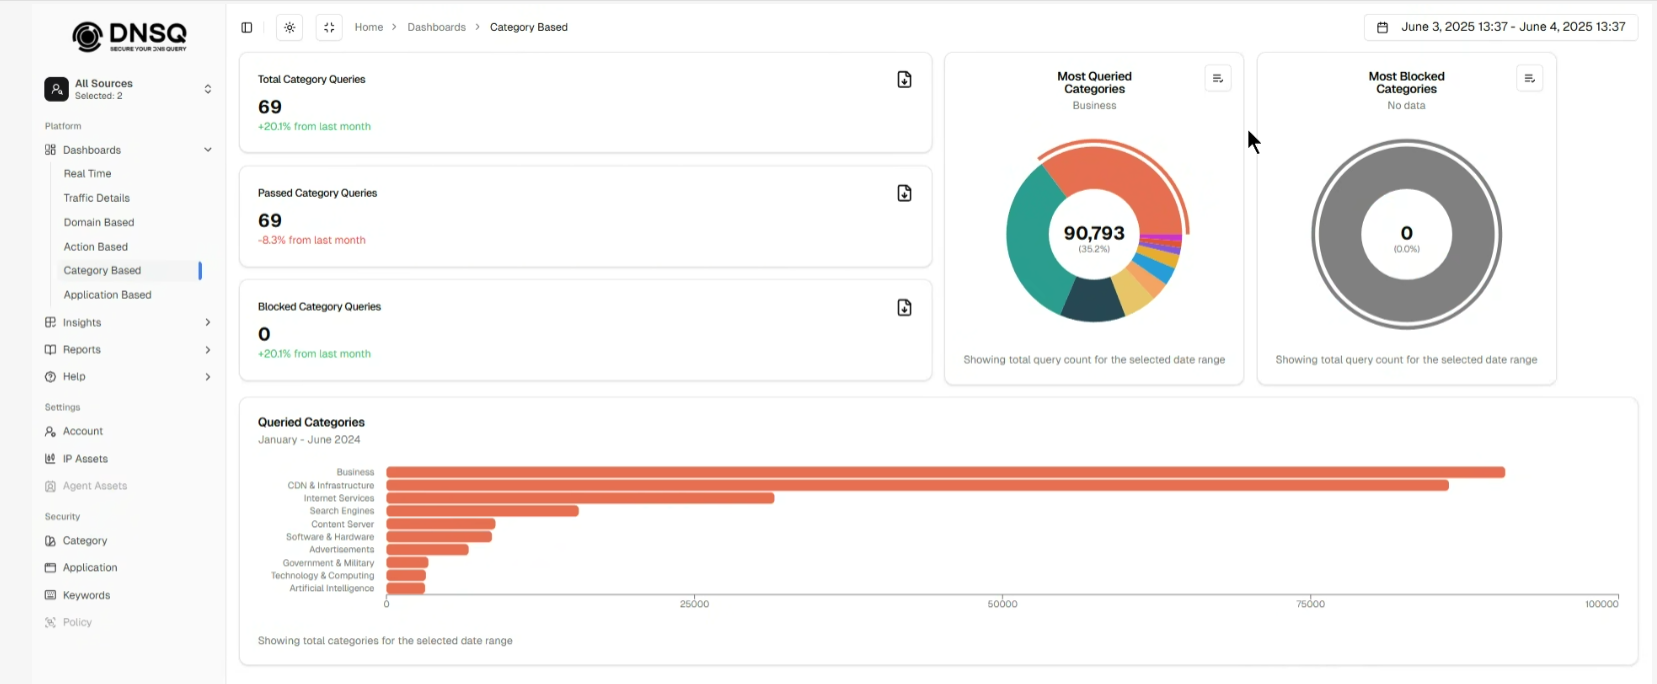 DNSQ
SECURE YOUR DNS QUERY
All Sources
Selected: 2
Platform
Dashboards
Real Time
Traffic Details
Domain Based
Action Based
Category Based
Application Based
Insights
Reports
Help
Settings
Account
IP Assets
Agent Assets
Security
Category
Application
Keywords
Policy
Home > Dashboards > Category Based
June 3, 2025 13:37 - June 4, 2025 13:37
Total Category Queries
69
+20.1% from last month
Passed Category Queries
69
-8.3% from last month
Blocked Category Queries
0
+20.1% from last month
Most Queried
Categories
Business
90,793
(35.2%)
Showing total query count for the selected date range
Most Blocked
Categories
No data
0
(0.0%)
Showing total query count for the selected date range
Queried Categories
January - June 2024
Business
CDN & Infrastructure
Internet Services
Search Engines
Content Server
Software & Hardware
Advertisements
Government & Military
Technology & Computing
Artificial Intelligence
0 25000 50000 75000 100000
Showing total categories for the selected date range